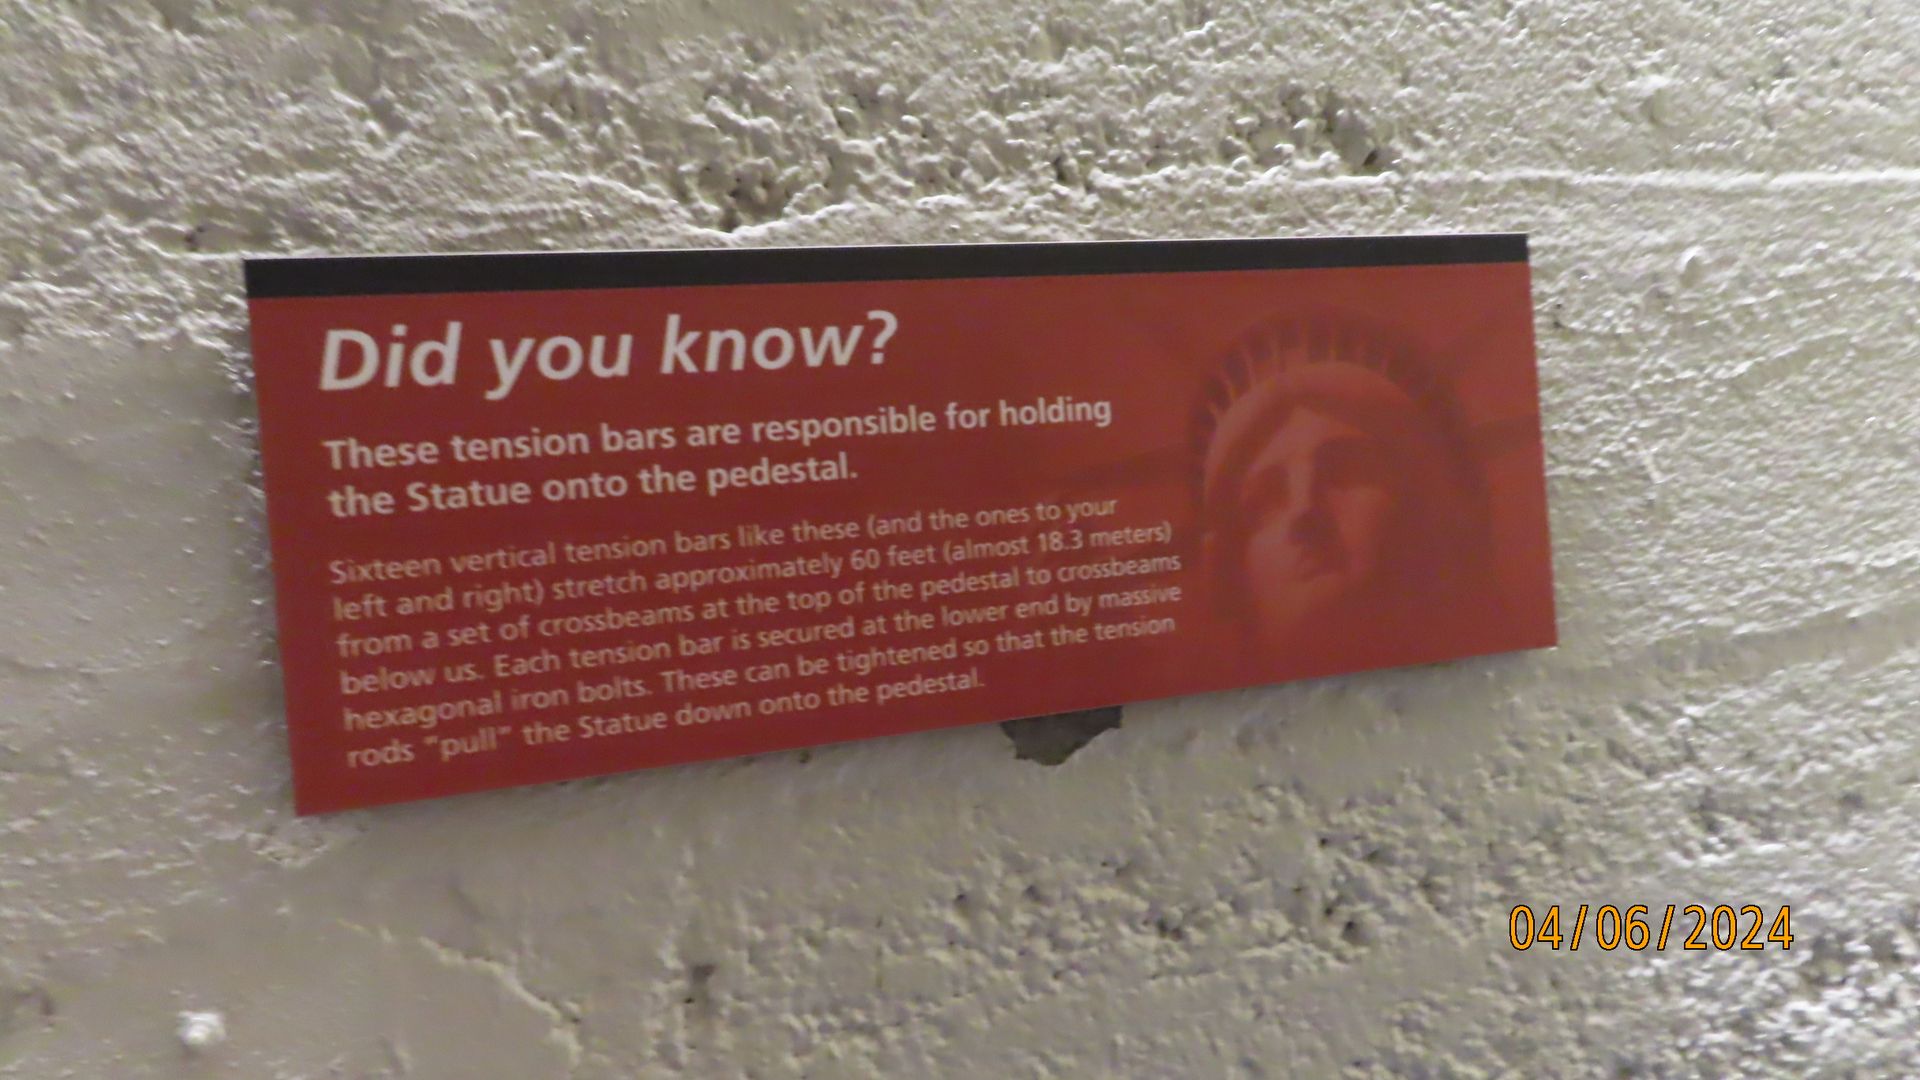 Did you know?
These tension bars are responsible for holding
the Statue onto the pedestal.
Sixteen vertical tension bars like these (and the ones to your
left and right) stretch approximately 60 feet (almost 18.3 meters)
from a set of crossbeams at the top of the pedestal to crossbeams
below us. Each tension bar is secured at the lower end by massive
hexagonal iron bolts. These can be tightened so that the tension
rods "pull" the Statue down onto the pedestal.
04/06/2024